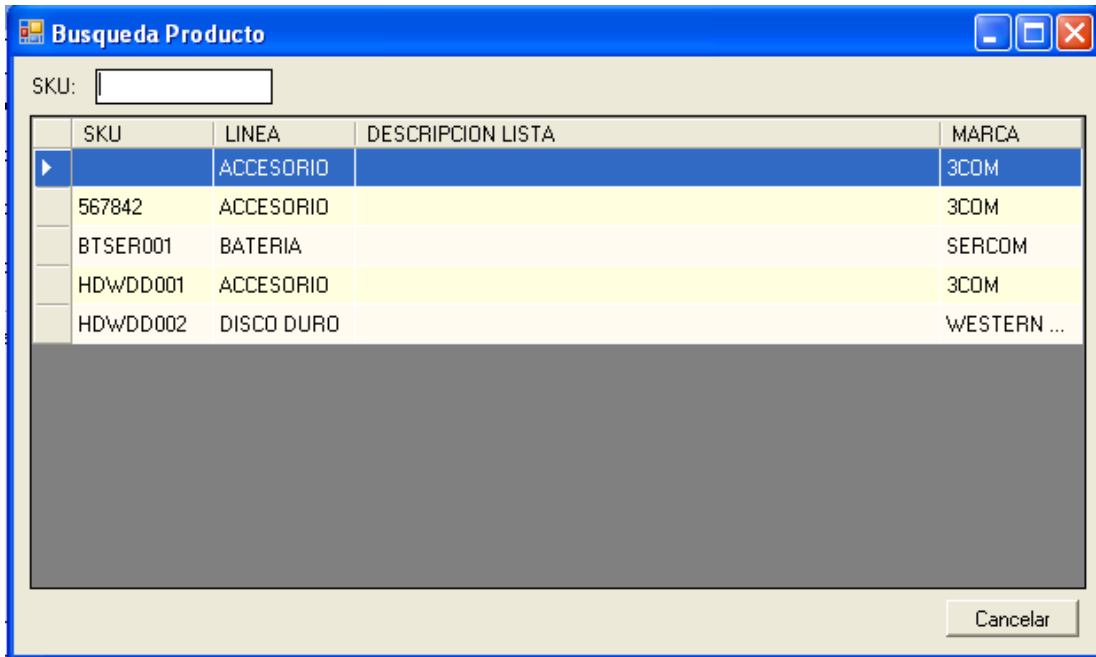 Busqueda Producto
SKU:
SKU LINEA DESCRIPCION LISTA MARCA
ACCESORIO 3COM
567842 ACCESORIO 3COM
BTSER001 BATERIA SERCOM
HDWDD001 ACCESORIO 3COM
HDWDD002 DISCO DURO WESTERN ...
Cancelar